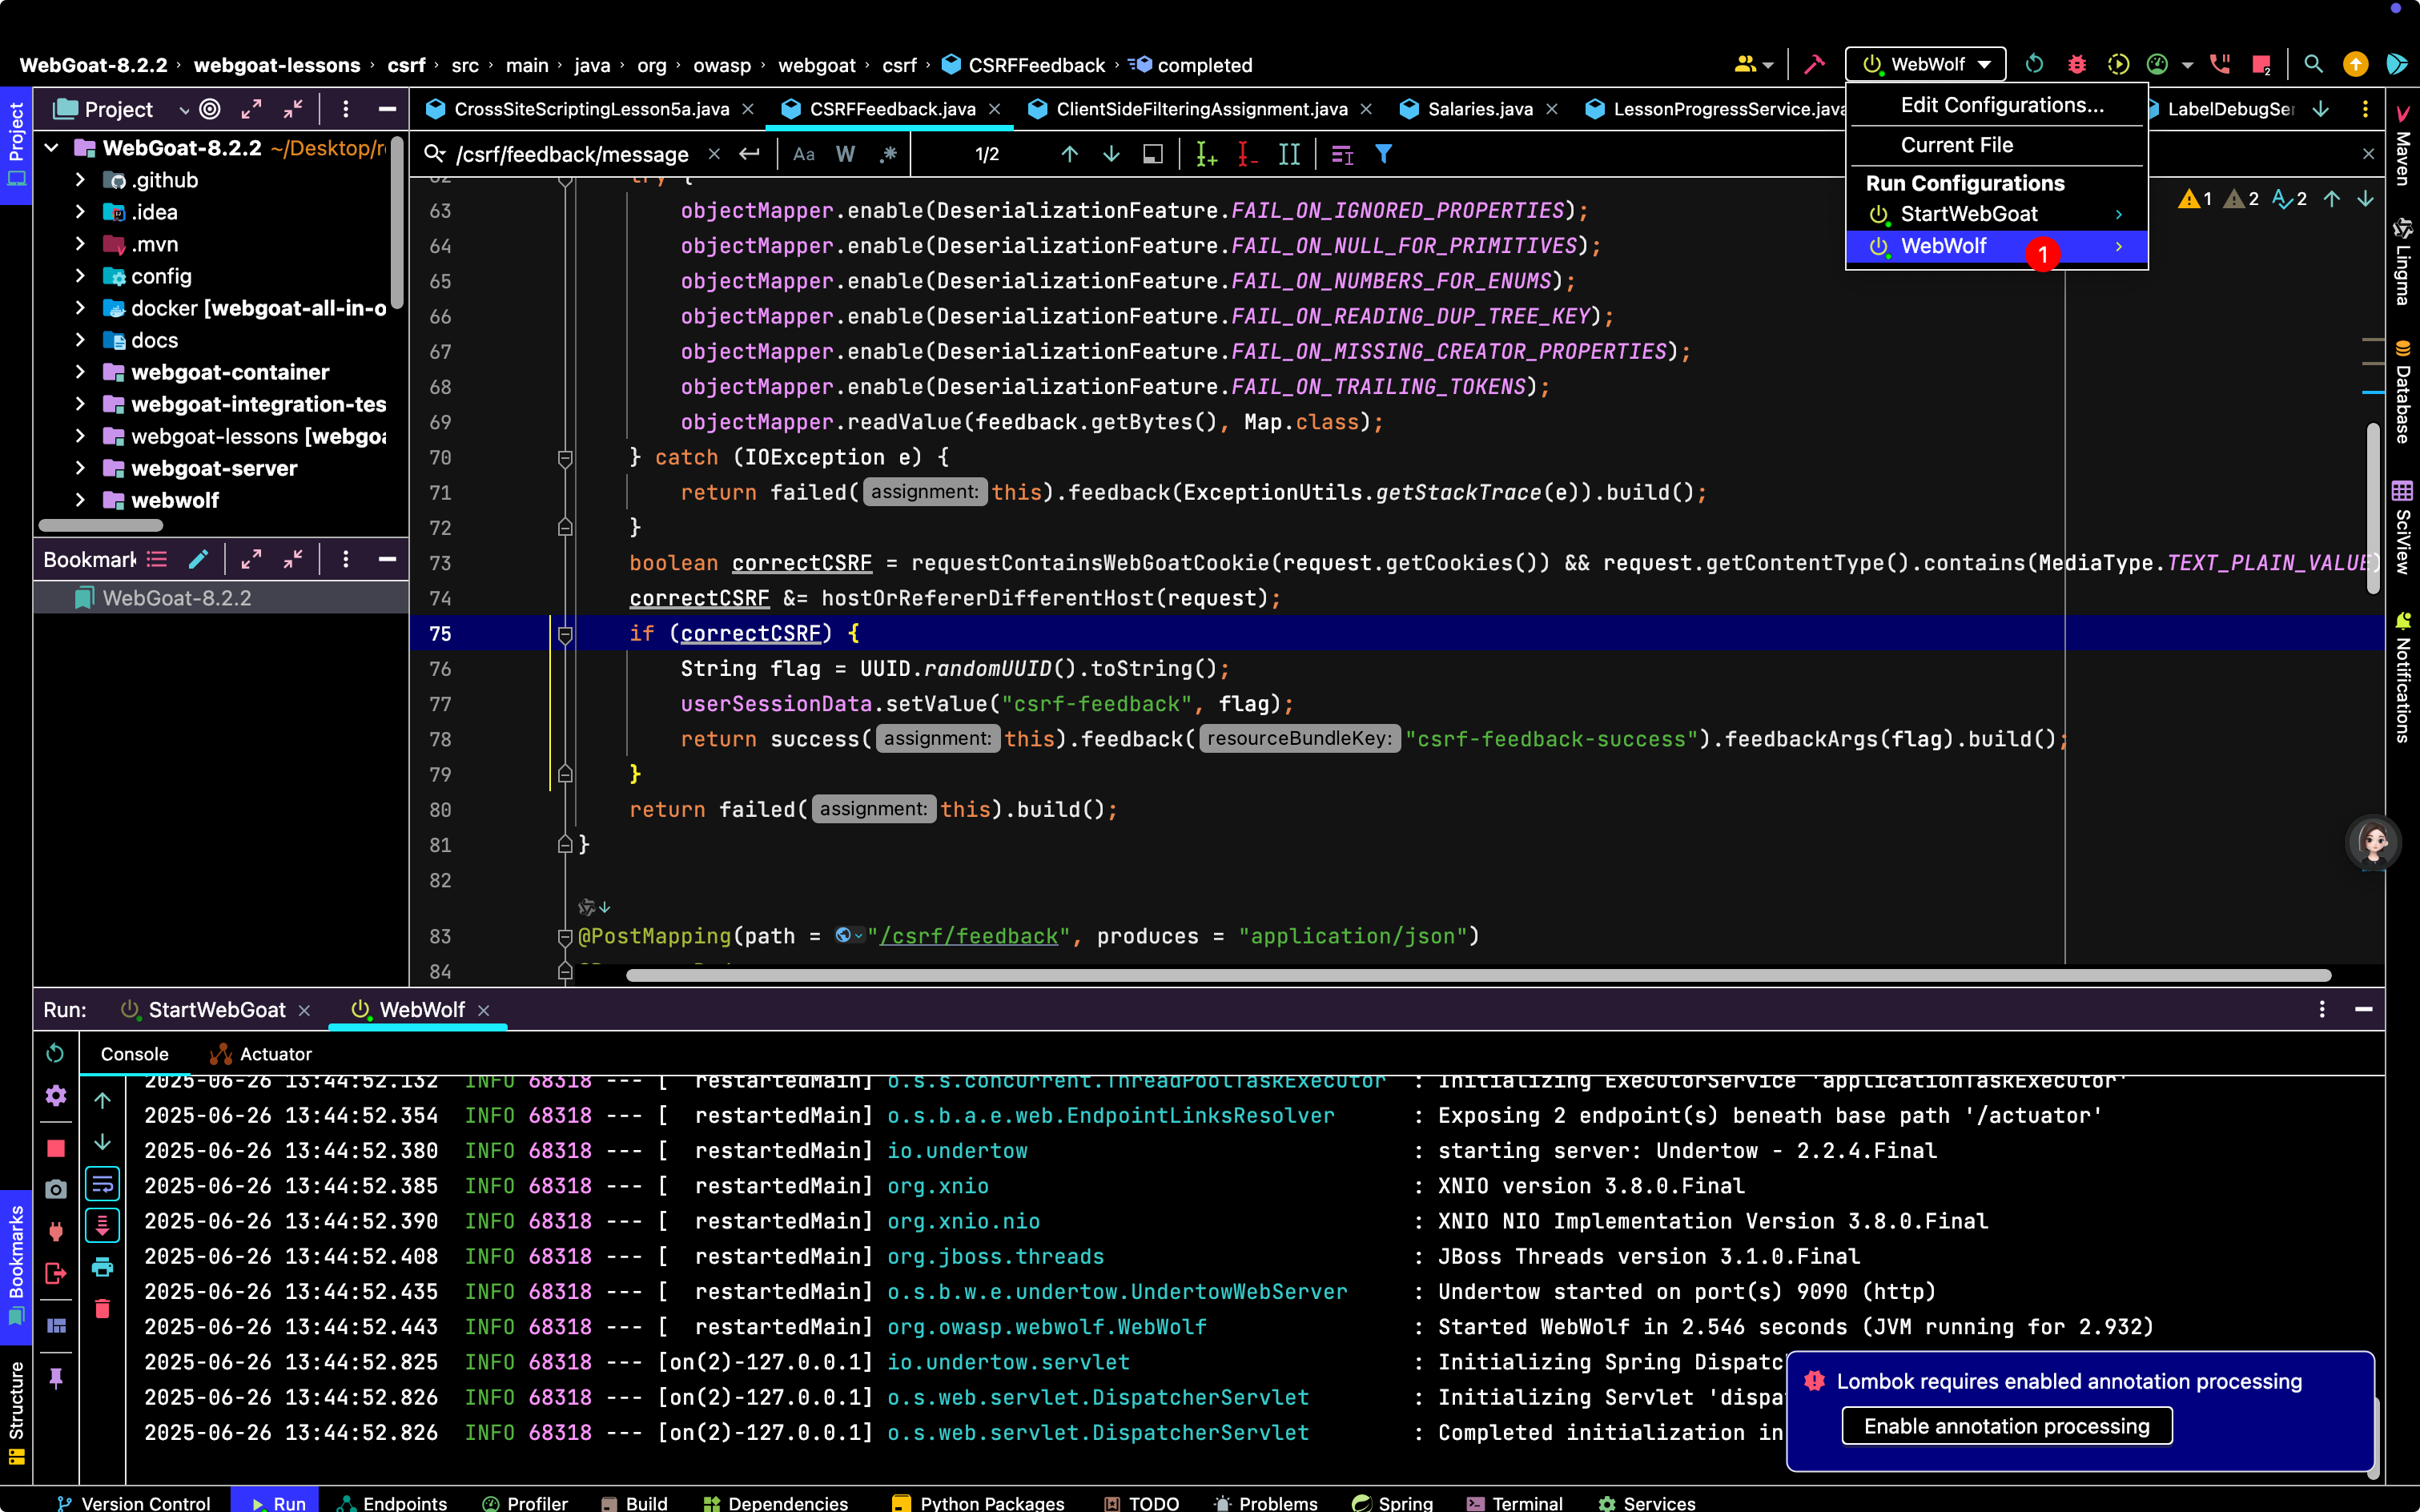 WebGoat-8.2.2 › webgoat-lessons › csrf › src › main › java › org › owasp › webgoat › csrf › CSRFFeedback › completed
WebWolf
Edit Configurations...
Current File
Run Configurations
StartWebGoat
WebWolf
1
Project
Project
WebGoat-8.2.2 ~/Desktop/r
.github
.idea
.mvn
config
docker [webgoat-all-in-o
docs
webgoat-container
webgoat-integration-tes
webgoat-lessons [webgoa
webgoat-server
webwolf
Bookmark
WebGoat-8.2.2
CrossSiteScriptingLesson5a.java
CSRFFeedback.java
ClientSideFilteringAssignment.java
Salaries.java
LessonProgressService.java
LabelDebugSer
/csrf/feedback/message
Aa W .* 1/2
1 2 2
62 try {
63 objectMapper.enable(DeserializationFeature.FAIL_ON_IGNORED_PROPERTIES);
64 objectMapper.enable(DeserializationFeature.FAIL_ON_NULL_FOR_PRIMITIVES);
65 objectMapper.enable(DeserializationFeature.FAIL_ON_NUMBERS_FOR_ENUMS);
66 objectMapper.enable(DeserializationFeature.FAIL_ON_READING_DUP_TREE_KEY);
67 objectMapper.enable(DeserializationFeature.FAIL_ON_MISSING_CREATOR_PROPERTIES);
68 objectMapper.enable(DeserializationFeature.FAIL_ON_TRAILING_TOKENS);
69 objectMapper.readValue(feedback.getBytes(), Map.class);
70 } catch (IOException e) {
71 return failed( assignment: this).feedback(ExceptionUtils.getStackTrace(e)).build();
72 }
73 boolean correctCSRF = requestContainsWebGoatCookie(request.getCookies()) && request.getContentType().contains(MediaType.TEXT_PLAIN_VALUE)
74 correctCSRF &= hostOrRefererDifferentHost(request);
75 if (correctCSRF) {
76 String flag = UUID.randomUUID().toString();
77 userSessionData.setValue("csrf-feedback", flag);
78 return success( assignment: this).feedback( resourceBundleKey: "csrf-feedback-success").feedbackArgs(flag).build();
79 }
80 return failed( assignment: this).build();
81 }
82
83 @PostMapping(path = "/csrf/feedback", produces = "application/json")
84
Maven
Lingma
Database
SciView
Notifications
Run: StartWebGoat WebWolf
Console Actuator
2025-06-26 13:44:52.132 INFO 68318 --- [ restartedMain] o.s.s.concurrent.ThreadPoolTaskExecutor : Initializing ExecutorService 'applicationTaskExecutor'
2025-06-26 13:44:52.354 INFO 68318 --- [ restartedMain] o.s.b.a.e.web.EndpointLinksResolver : Exposing 2 endpoint(s) beneath base path '/actuator'
2025-06-26 13:44:52.380 INFO 68318 --- [ restartedMain] io.undertow : starting server: Undertow - 2.2.4.Final
2025-06-26 13:44:52.385 INFO 68318 --- [ restartedMain] org.xnio : XNIO version 3.8.0.Final
2025-06-26 13:44:52.390 INFO 68318 --- [ restartedMain] org.xnio.nio : XNIO NIO Implementation Version 3.8.0.Final
2025-06-26 13:44:52.408 INFO 68318 --- [ restartedMain] org.jboss.threads : JBoss Threads version 3.1.0.Final
2025-06-26 13:44:52.435 INFO 68318 --- [ restartedMain] o.s.b.w.e.undertow.UndertowWebServer : Undertow started on port(s) 9090 (http)
2025-06-26 13:44:52.443 INFO 68318 --- [ restartedMain] org.owasp.webwolf.WebWolf : Started WebWolf in 2.546 seconds (JVM running for 2.932)
2025-06-26 13:44:52.825 INFO 68318 --- [on(2)-127.0.0.1] io.undertow.servlet : Initializing Spring Dispatc
2025-06-26 13:44:52.826 INFO 68318 --- [on(2)-127.0.0.1] o.s.web.servlet.DispatcherServlet : Initializing Servlet 'dispa
2025-06-26 13:44:52.826 INFO 68318 --- [on(2)-127.0.0.1] o.s.web.servlet.DispatcherServlet : Completed initialization in
Lombok requires enabled annotation processing
Enable annotation processing
Bookmarks
Structure
Version Control Run Endpoints Profiler Build Dependencies Python Packages TODO Problems Spring Terminal Services